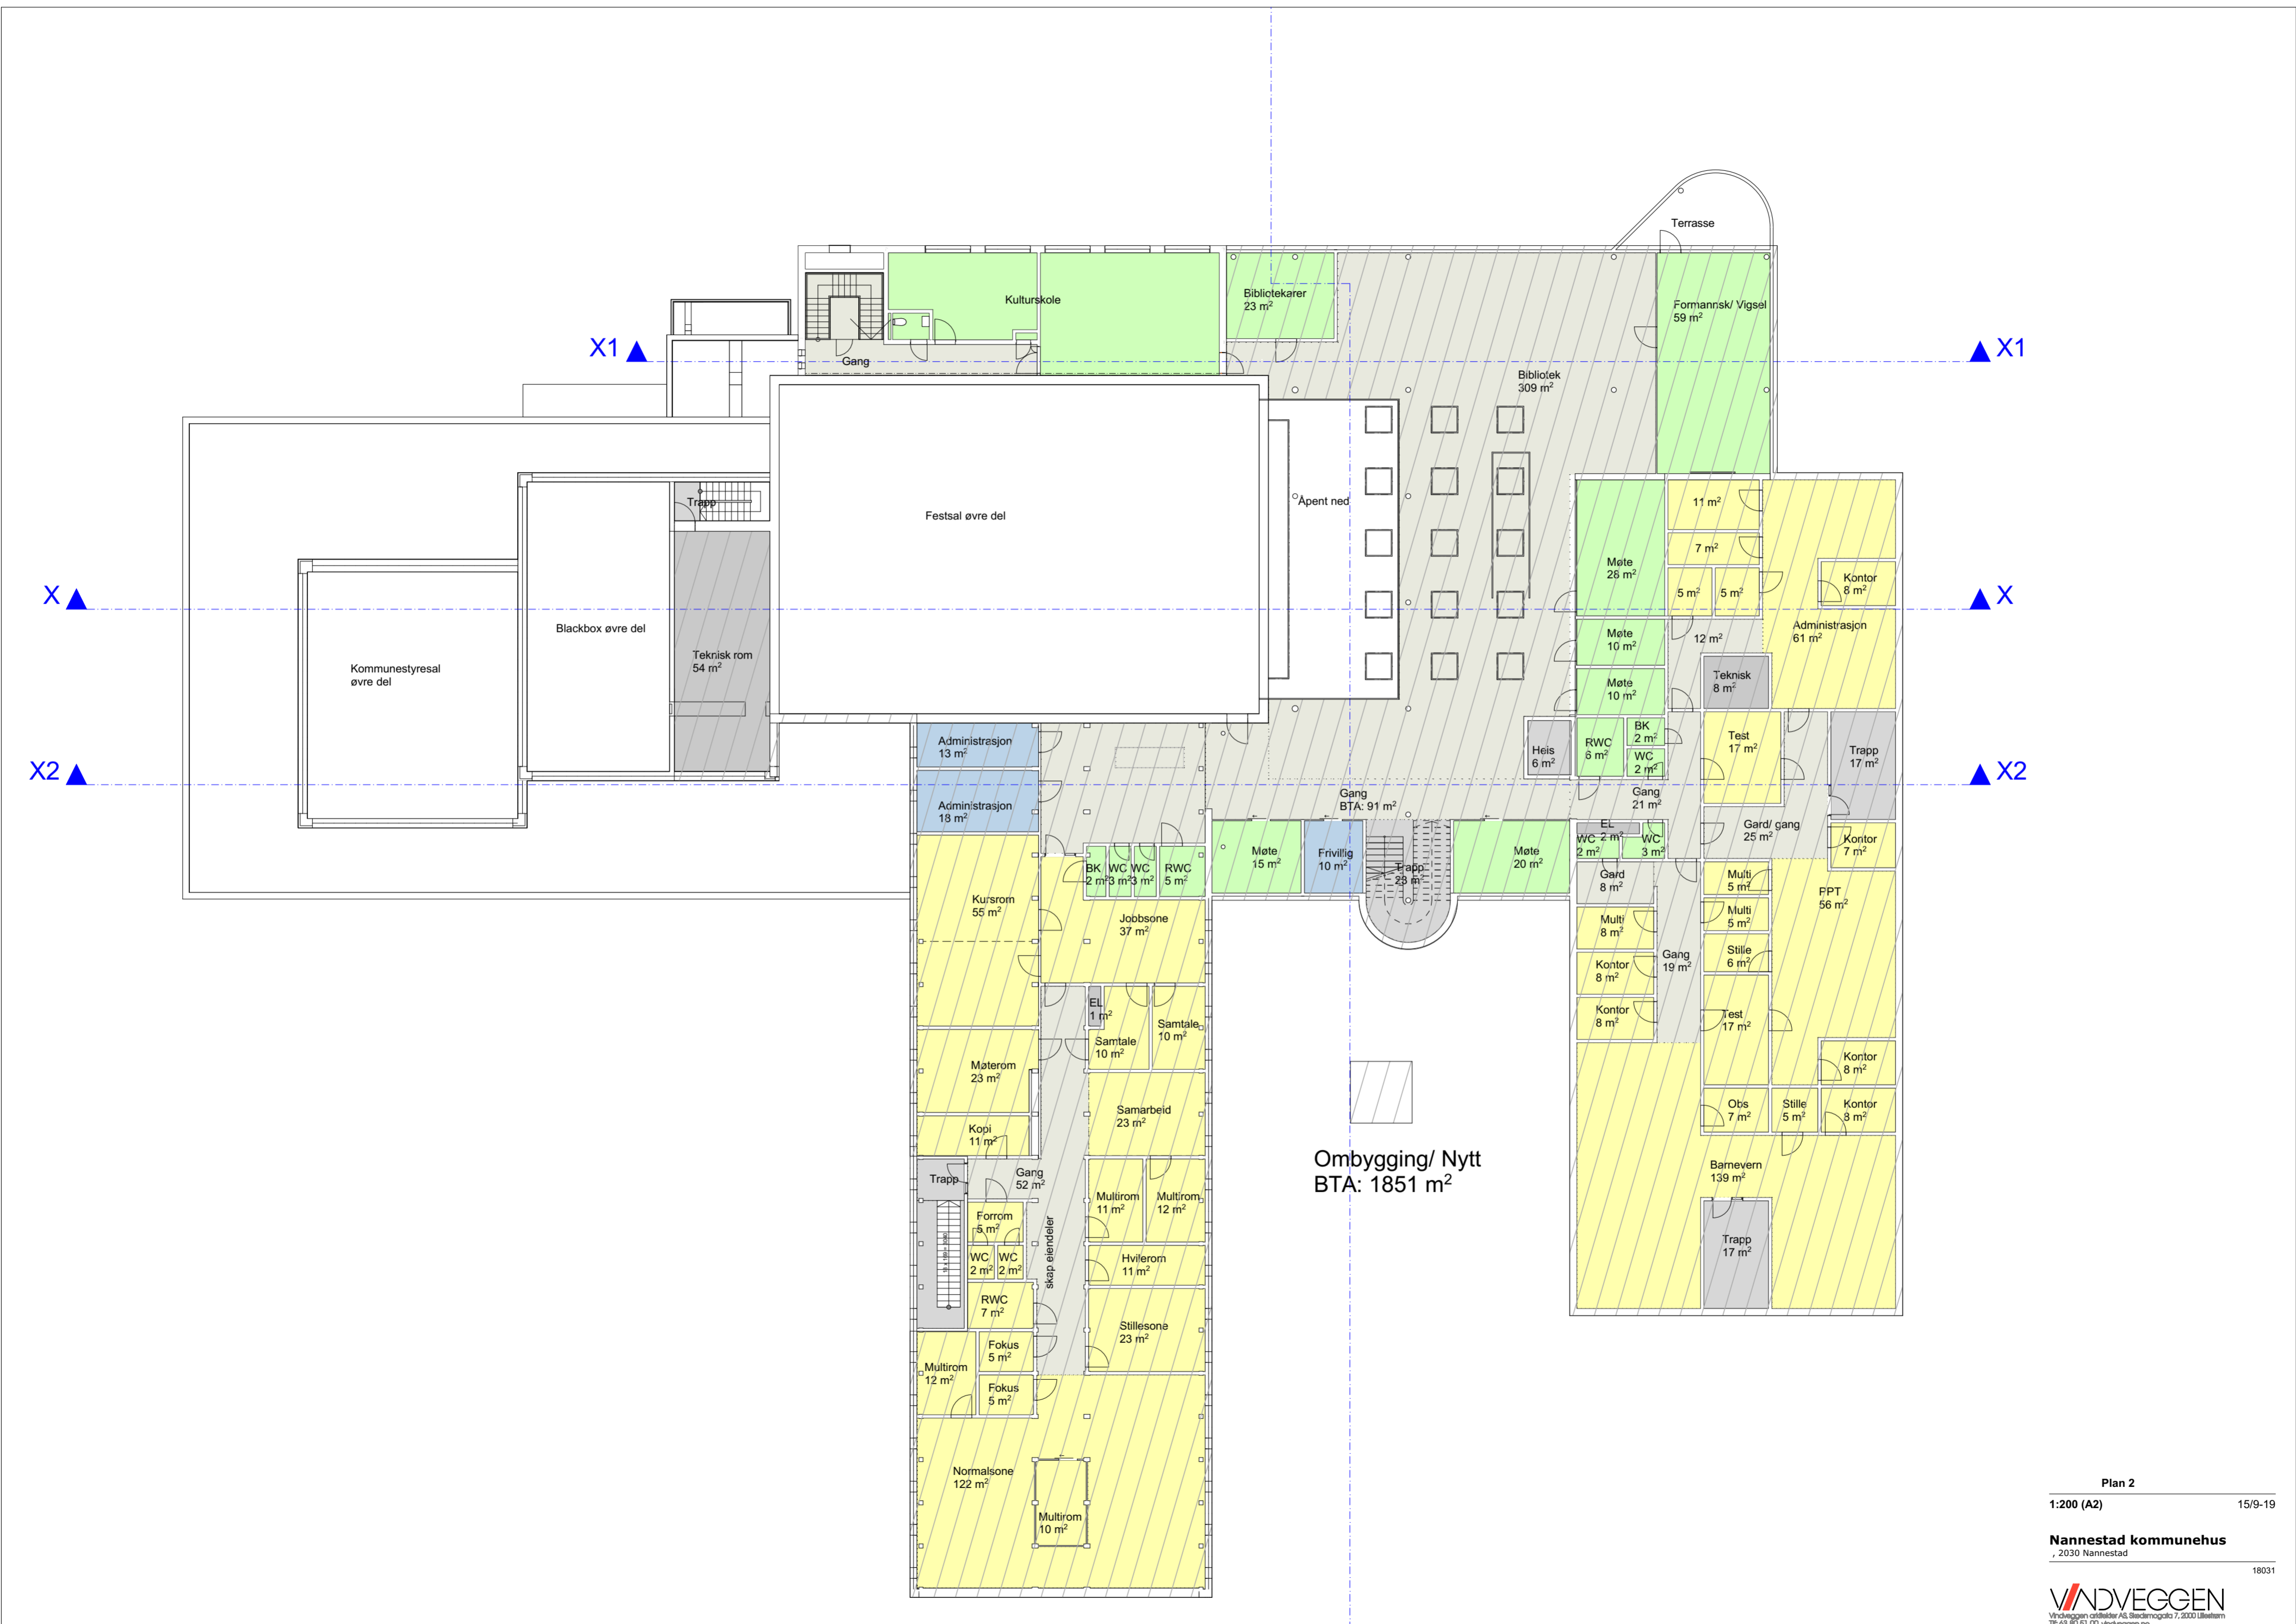 Terrasse
Kulturskole
Bibliotekarer
23 m²
Formannsk/ Vigsel
59 m²
X1
X1
Gang
Bibliotek
309 m²
Trapp
Festsal øvre del
Åpent ned
11 m²
7 m²
Møte
28 m²
5 m²
5 m²
Kontor
8 m²
X
X
Blackbox øvre del
Kommunestyresal
øvre del
Teknisk rom
54 m²
Møte
10 m²
12 m²
Administrasjon
61 m²
Møte
10 m²
Teknisk
8 m²
Administrasjon
13 m²
Heis
6 m²
RWC
6 m²
BK
2 m²
WC
2 m²
Test
17 m²
Trapp
17 m²
X2
X2
Administrasjon
18 m²
Gang
BTA: 91 m²
Gang
21 m²
EL
2 m²
WC
2 m²
WC
3 m²
Gard/ gang
25 m²
Kontor
7 m²
Møte
15 m²
Frivillig
10 m²
Trapp
23 m²
Møte
20 m²
BK
2 m²
WC
3 m²
WC
3 m²
RWC
5 m²
Gard
8 m²
Multi
5 m²
PPT
56 m²
Kursrom
55 m²
Jobbsone
37 m²
Multi
8 m²
Multi
5 m²
Kontor
8 m²
Gang
19 m²
Stille
6 m²
EL
1 m²
Samtale
10 m²
Samtale
10 m²
Kontor
8 m²
Test
17 m²
Møterom
23 m²
Kontor
8 m²
Samarbeid
23 m²
Obs
7 m²
Stille
5 m²
Kontor
8 m²
Kopi
11 m²
Ombygging/ Nytt
BTA: 1851 m²
Barnevern
139 m²
Trapp
Gang
52 m²
Multirom
11 m²
Multirom
12 m²
Forrom
5 m²
skap eiendeler
Trapp
17 m²
WC
2 m²
WC
2 m²
Hvilerom
11 m²
RWC
7 m²
Stillesone
23 m²
Fokus
5 m²
Multirom
12 m²
Fokus
5 m²
Normalsone
122 m²
Multirom
10 m²
Plan 2
1:200 (A2) 15/9-19
Nannestad kommunehus
, 2030 Nannestad
18031
VINDVEGGEN
Vindveggen arkitekter AS, Skedsmogata 7, 2000 Lillestrøm